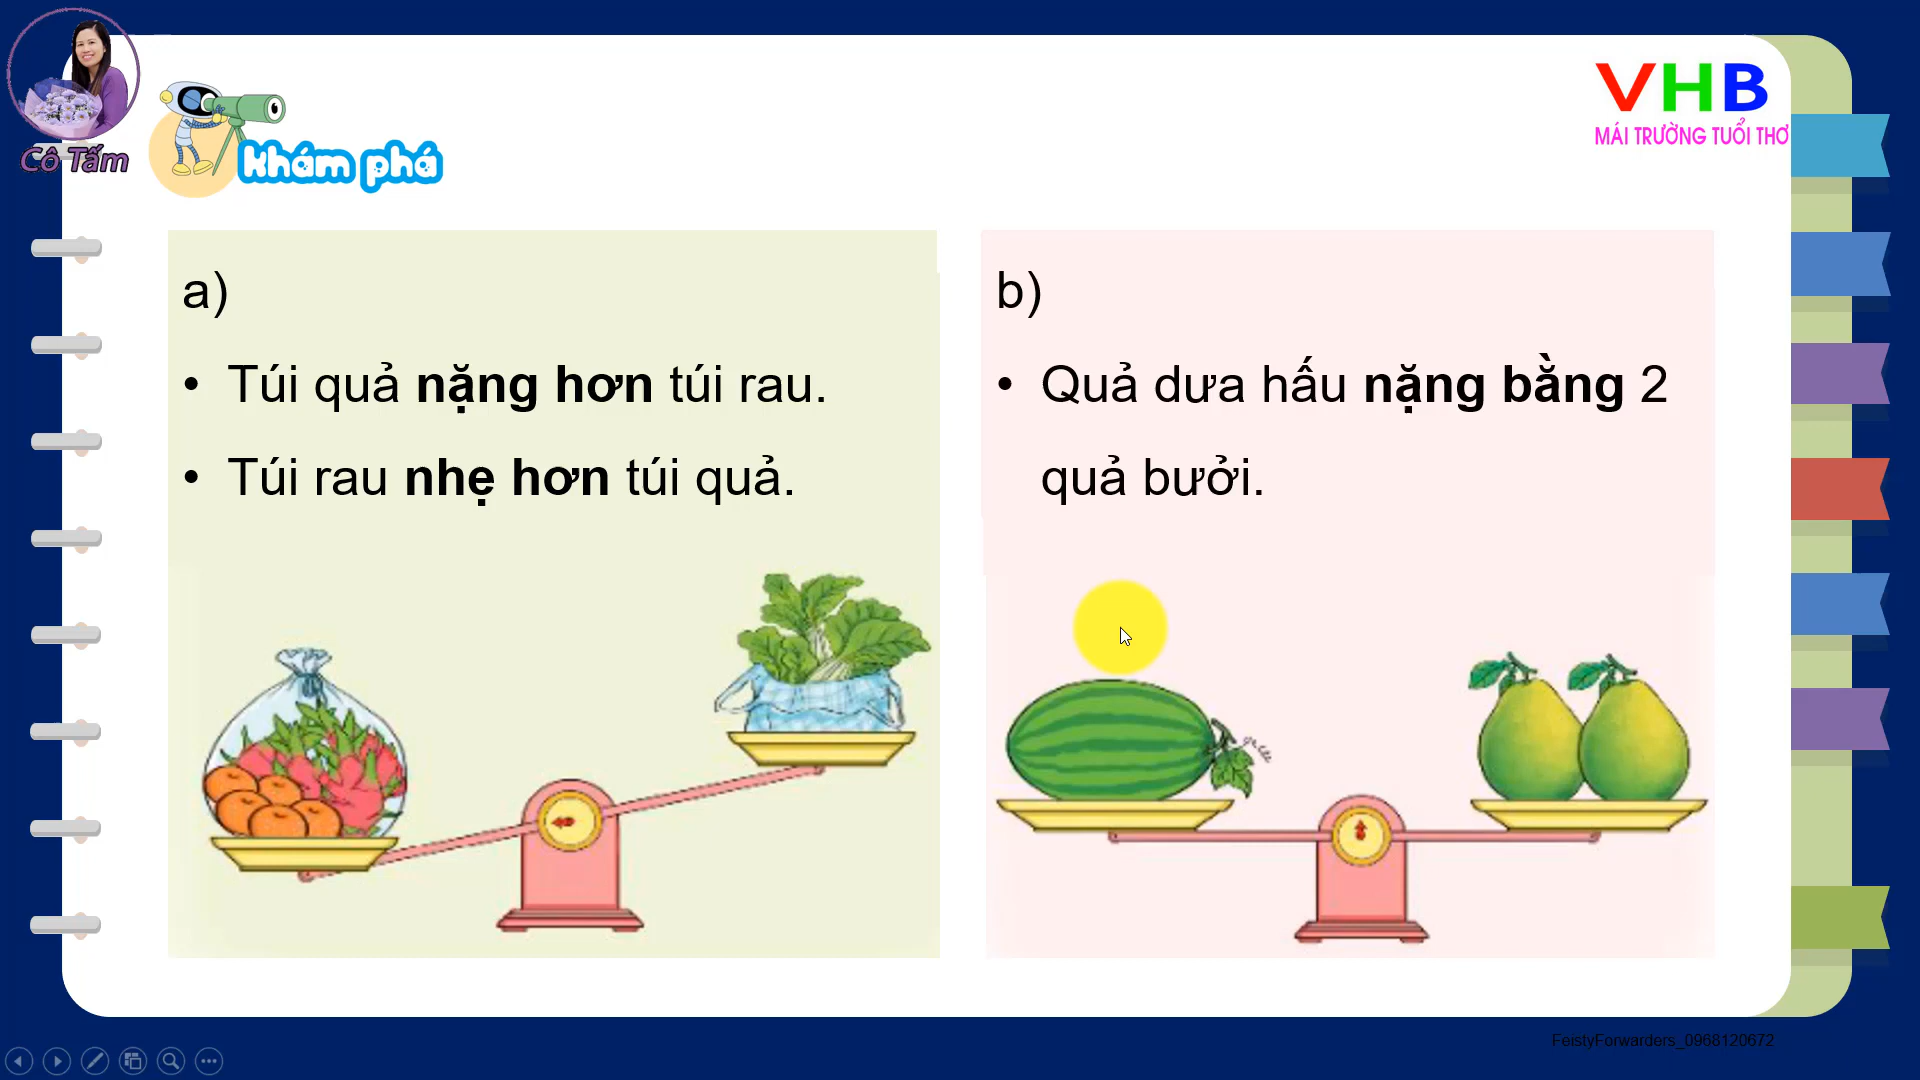 Cô Tấm
Khám phá
VHB
MÁI TRƯỜNG TUỔI THƠ
a)
• Túi quả nặng hơn túi rau.
• Túi rau nhẹ hơn túi quả.
b)
• Quả dưa hấu nặng bằng 2
quả bưởi.
FeistyForwarders_0968120672